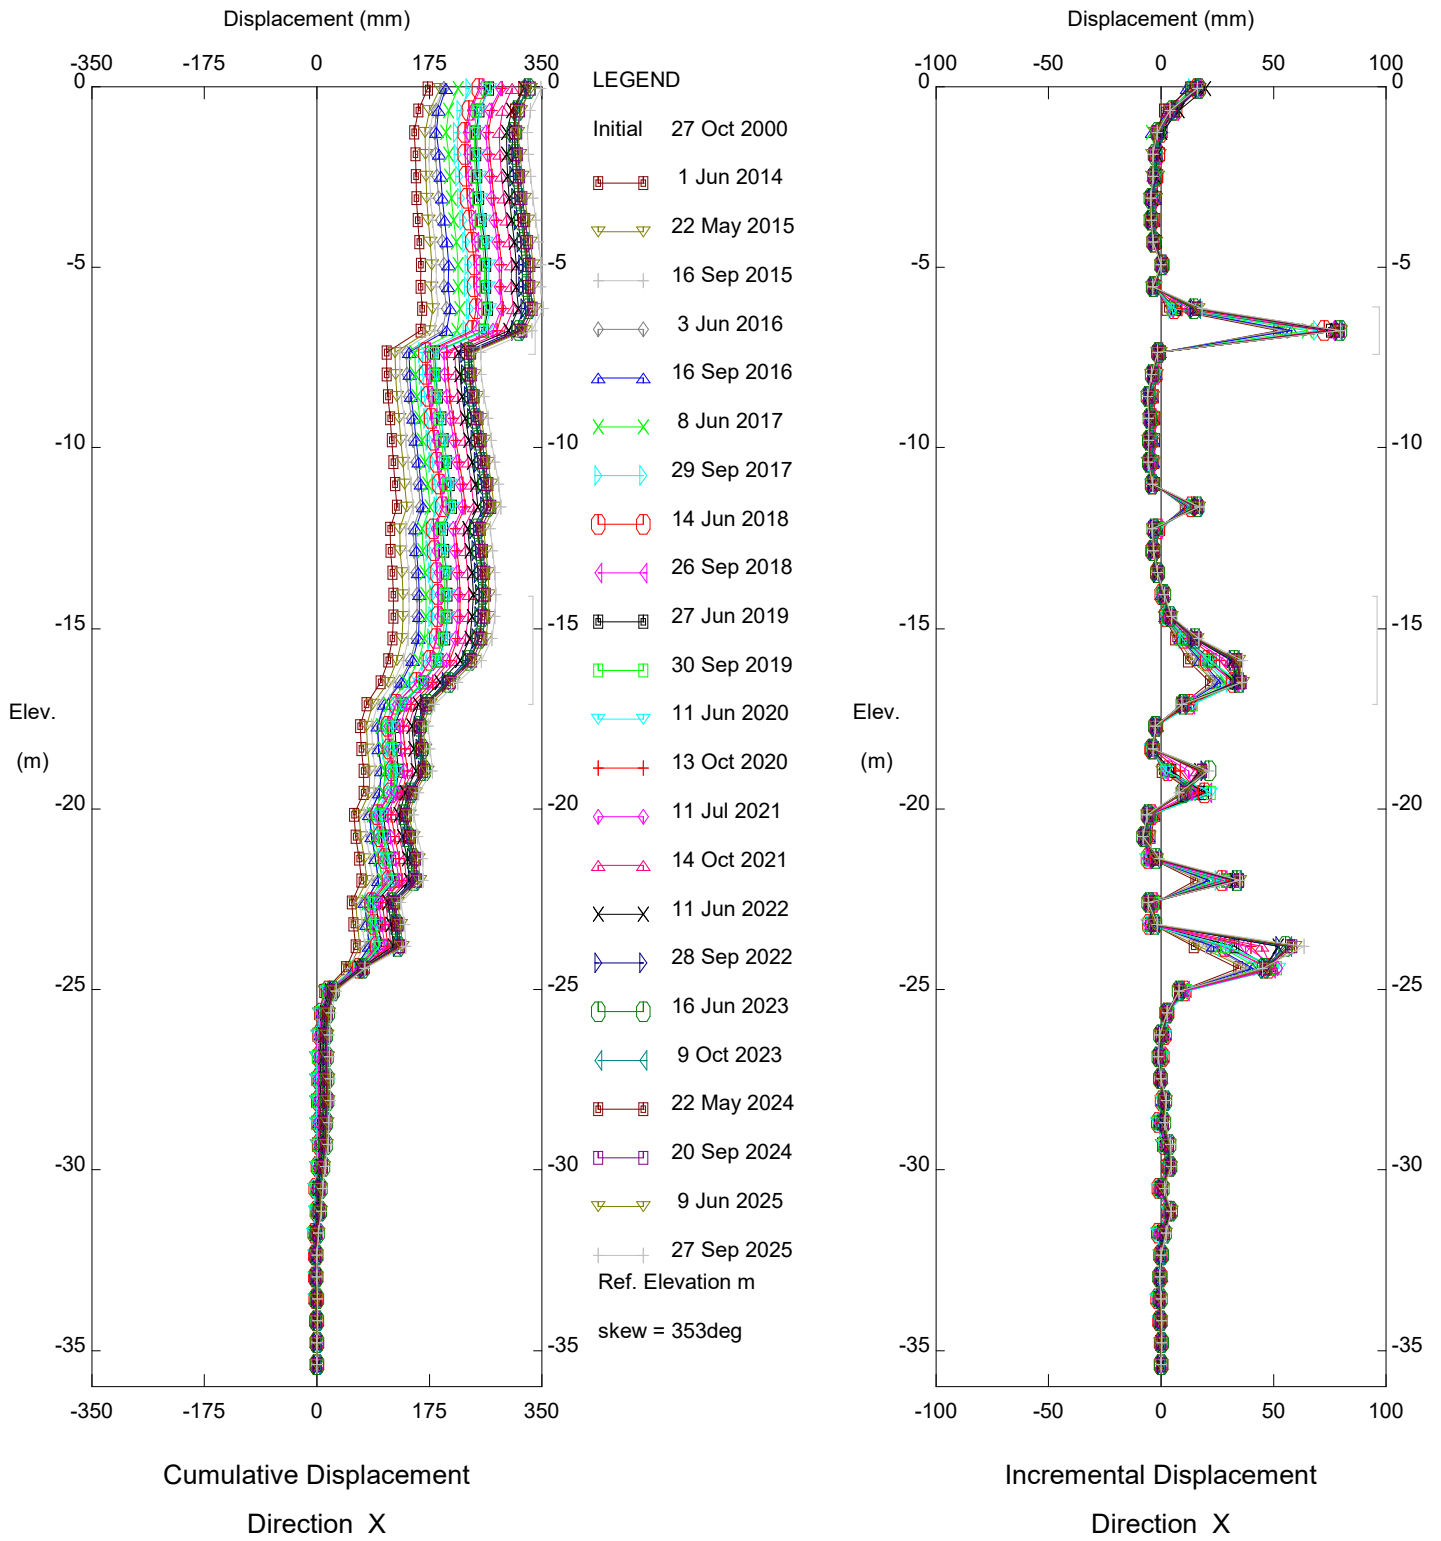 Displacement (mm)
-350 -175 0 175 350
0 0
-5 -5
-10 -10
-15 -15
-20 -20
-25 -25
-30 -30
-35 -35
Elev.
(m)
-350 -175 0 175 350
Cumulative Displacement
Direction X
LEGEND
Initial 27 Oct 2000
1 Jun 2014
22 May 2015
16 Sep 2015
3 Jun 2016
16 Sep 2016
8 Jun 2017
29 Sep 2017
14 Jun 2018
26 Sep 2018
27 Jun 2019
30 Sep 2019
11 Jun 2020
13 Oct 2020
11 Jul 2021
14 Oct 2021
11 Jun 2022
28 Sep 2022
16 Jun 2023
9 Oct 2023
22 May 2024
20 Sep 2024
9 Jun 2025
27 Sep 2025
Ref. Elevation m
skew = 353deg
Displacement (mm)
-100 -50 0 50 100
0 0
-5 -5
-10 -10
-15 -15
-20 -20
-25 -25
-30 -30
-35 -35
Elev.
(m)
-100 -50 0 50 100
Incremental Displacement
Direction X